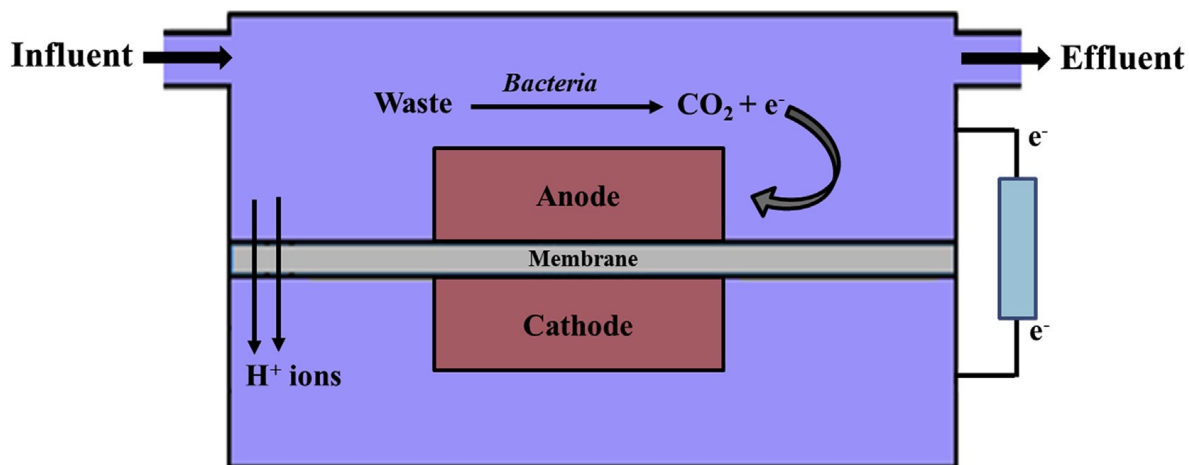 Influent
Effluent
Bacteria
Waste
CO₂ + e⁻
e⁻
Anode
Membrane
Cathode
e⁻
H⁺ ions